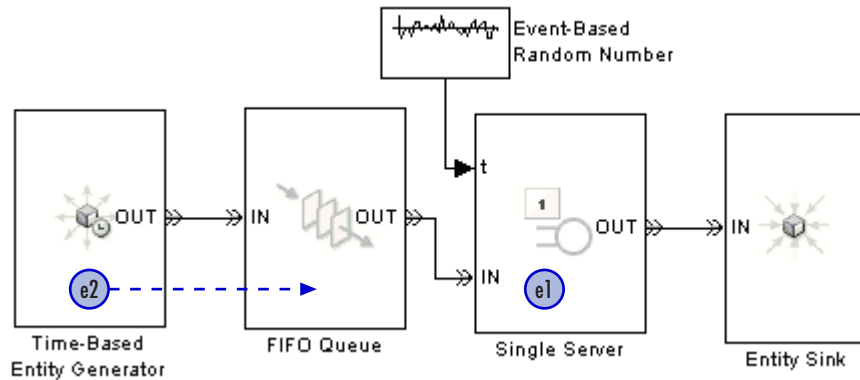 Event-Based
Random Number
t
OUT
IN
OUT
1
OUT
IN
IN
e2
e1
Time-Based
Entity Generator
FIFO Queue
Single Server
Entity Sink